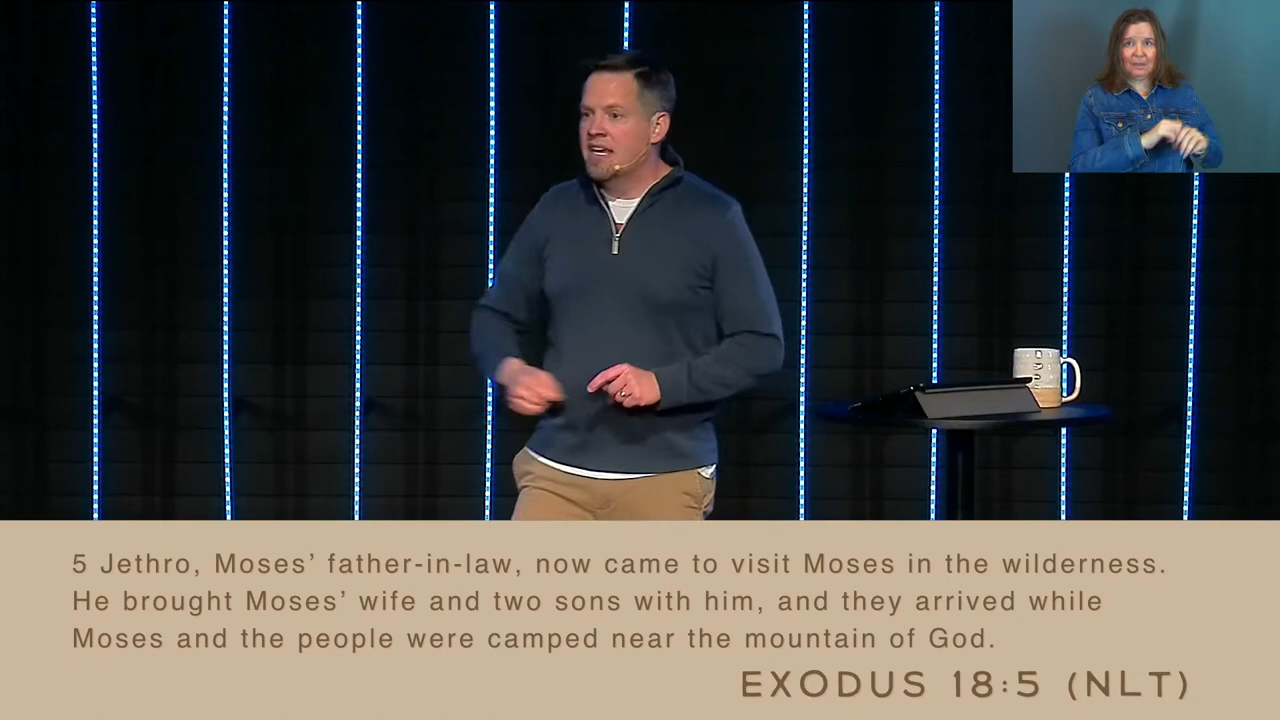 5 Jethro, Moses’ father-in-law, now came to visit Moses in the wilderness.
He brought Moses’ wife and two sons with him, and they arrived while
Moses and the people were camped near the mountain of God.
EXODUS 18:5 (NLT)